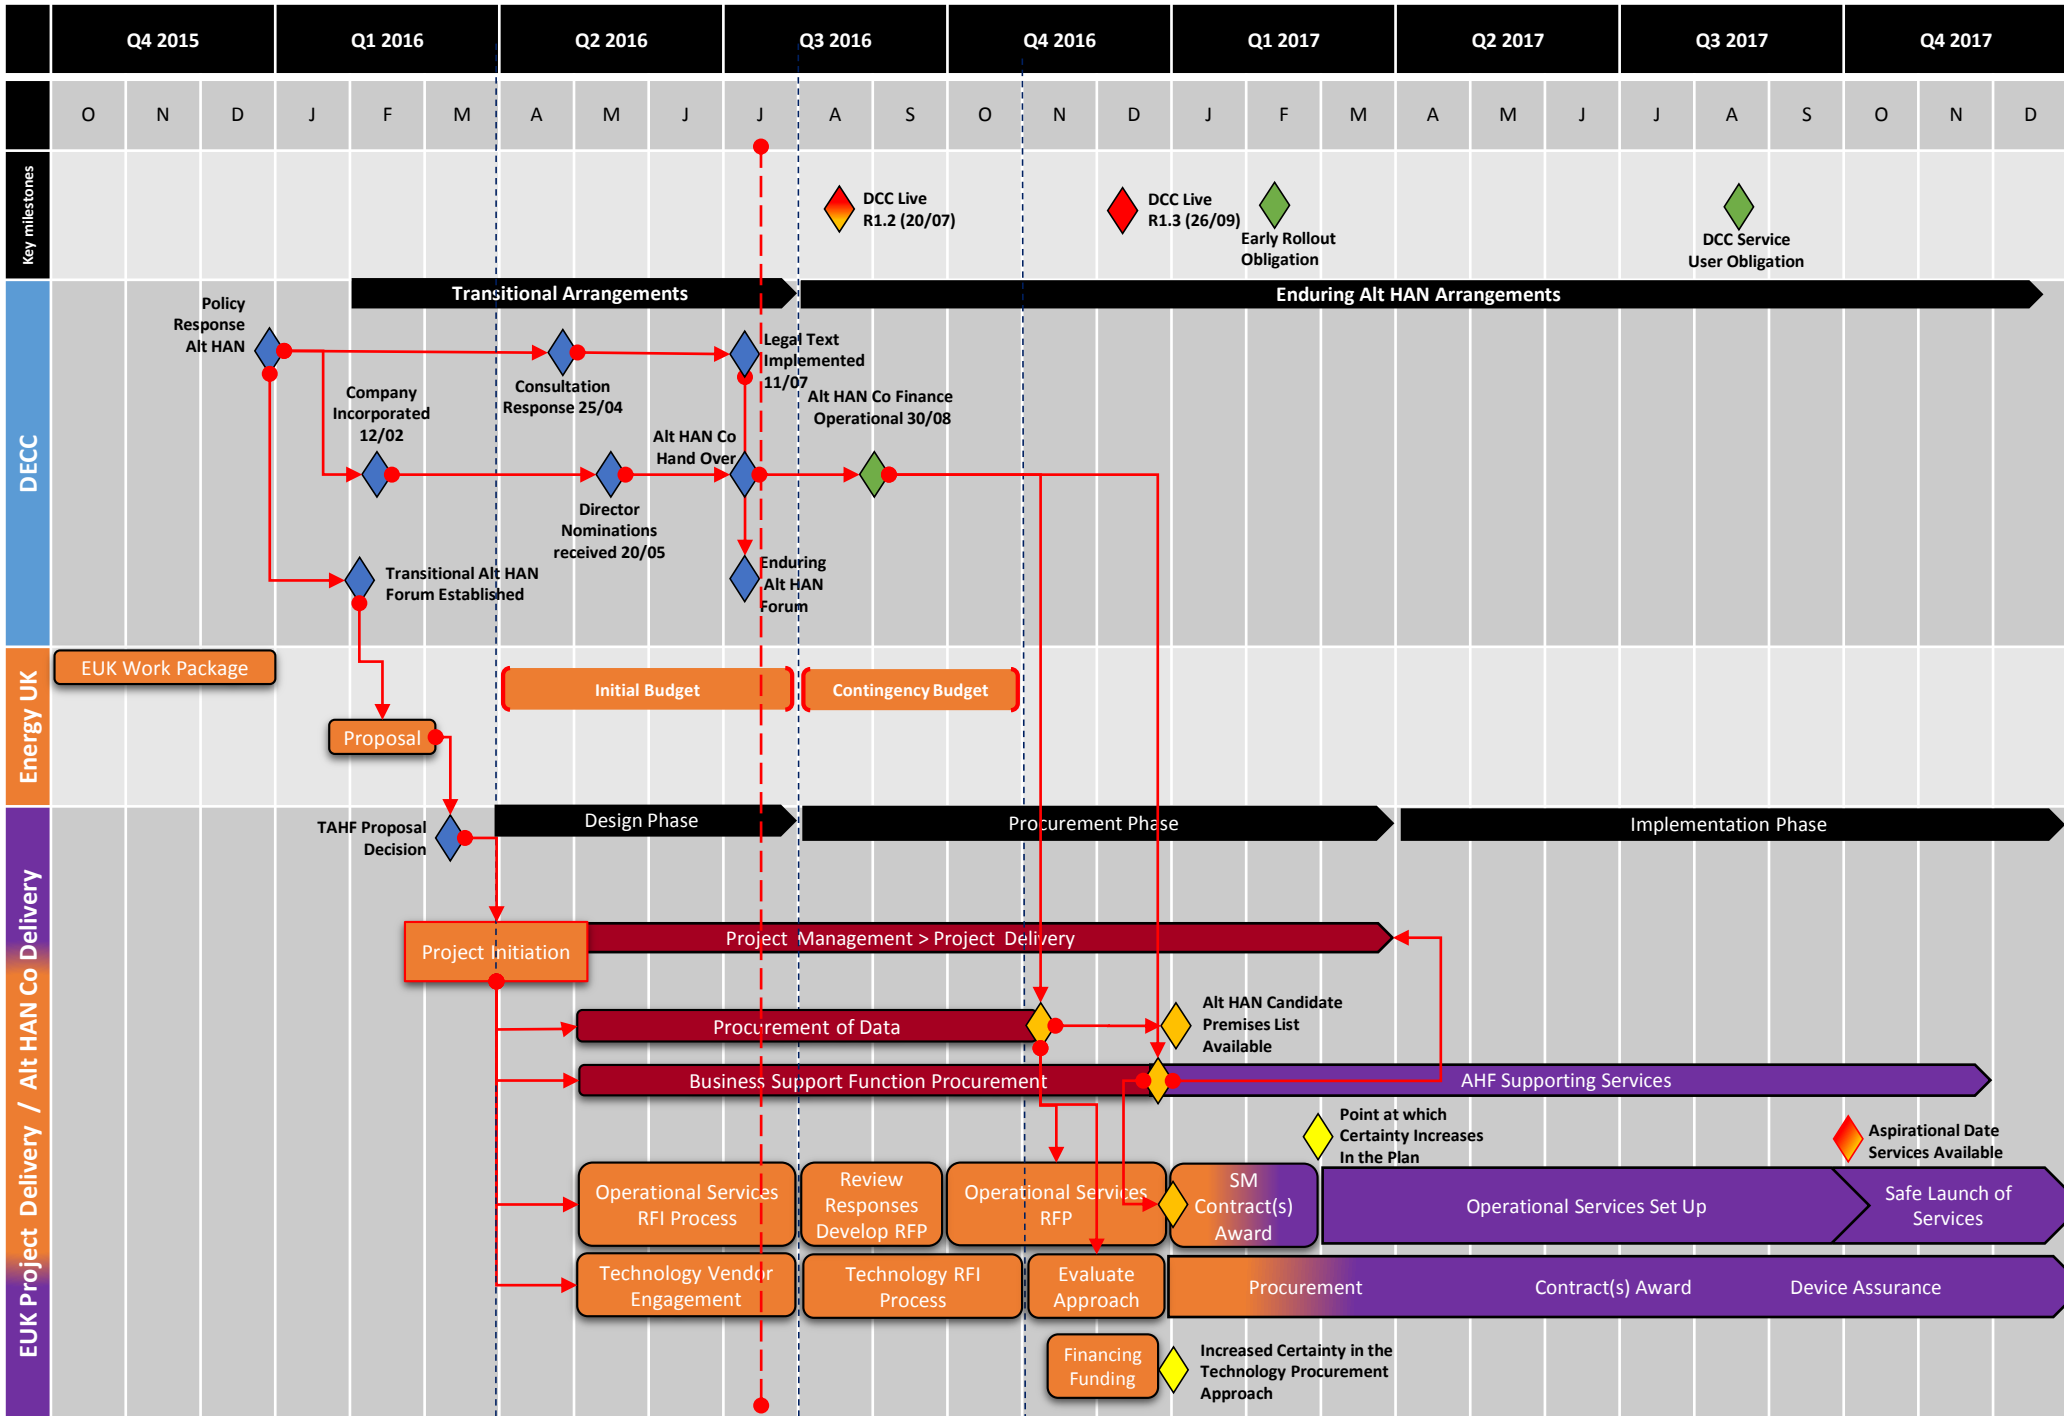 Q4 2015
Q1 2016
Q2 2016
Q3 2016
Q4 2016
Q1 2017
Q2 2017
Q3 2017
Q4 2017
O N D J F M A M J J A S O N D J F M A M J J A S O N D
Key milestones
DCC Live
R1.2 (20/07)
DCC Live
R1.3 (26/09)
Early Rollout
Obligation
DCC Service
User Obligation
DECC
Transitional Arrangements
Enduring Alt HAN Arrangements
Policy
Response
Alt HAN
Consultation
Response 25/04
Legal Text
Implemented
11/07
Company
Incorporated
12/02
Alt HAN Co
Hand Over
Alt HAN Co Finance
Operational 30/08
Director
Nominations
received 20/05
Transitional Alt HAN
Forum Established
Enduring
Alt HAN
Forum
Energy UK
EUK Work Package
Initial Budget
Contingency Budget
Proposal
EUK Project Delivery / Alt HAN Co Delivery
TAHF Proposal
Decision
Design Phase
Procurement Phase
Implementation Phase
Project Initiation
Project Management > Project Delivery
Procurement of Data
Alt HAN Candidate
Premises List
Available
Business Support Function Procurement
AHF Supporting Services
Point at which
Certainty Increases
In the Plan
Aspirational Date
Services Available
Operational Services
RFI Process
Review
Responses
Develop RFP
Operational Services
RFP
SM
Contract(s)
Award
Operational Services Set Up
Safe Launch of
Services
Technology Vendor
Engagement
Technology RFI
Process
Evaluate
Approach
Procurement
Contract(s) Award
Device Assurance
Financing
Funding
Increased Certainty in the
Technology Procurement
Approach